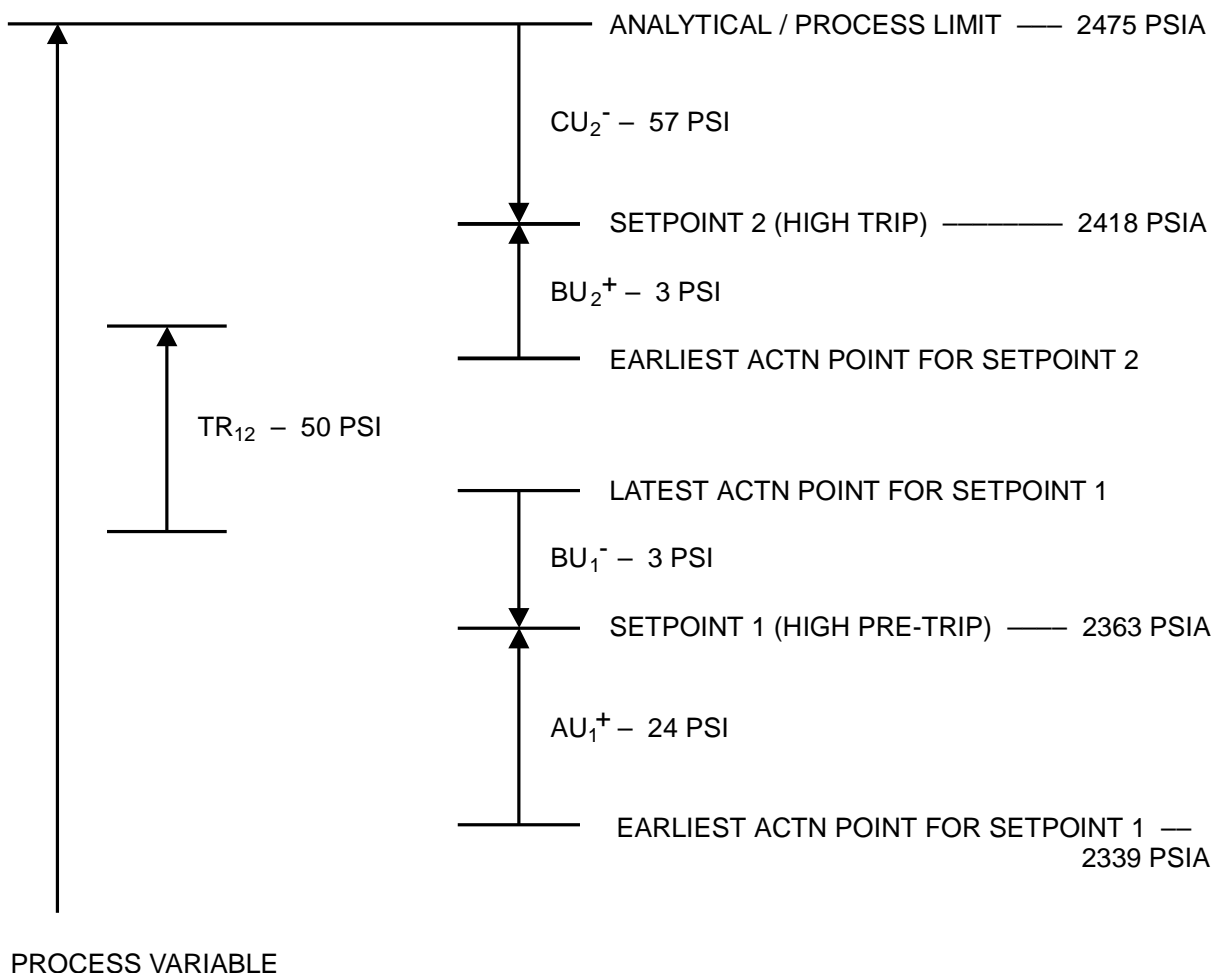 ANALYTICAL / PROCESS LIMIT –– 2475 PSIA
CU₂⁻ – 57 PSI
SETPOINT 2 (HIGH TRIP) ––––– 2418 PSIA
BU₂⁺ – 3 PSI
EARLIEST ACTN POINT FOR SETPOINT 2
TR₁₂ – 50 PSI
LATEST ACTN POINT FOR SETPOINT 1
BU₁⁻ – 3 PSI
SETPOINT 1 (HIGH PRE-TRIP) ––– 2363 PSIA
AU₁⁺ – 24 PSI
EARLIEST ACTN POINT FOR SETPOINT 1 ––
2339 PSIA
PROCESS VARIABLE